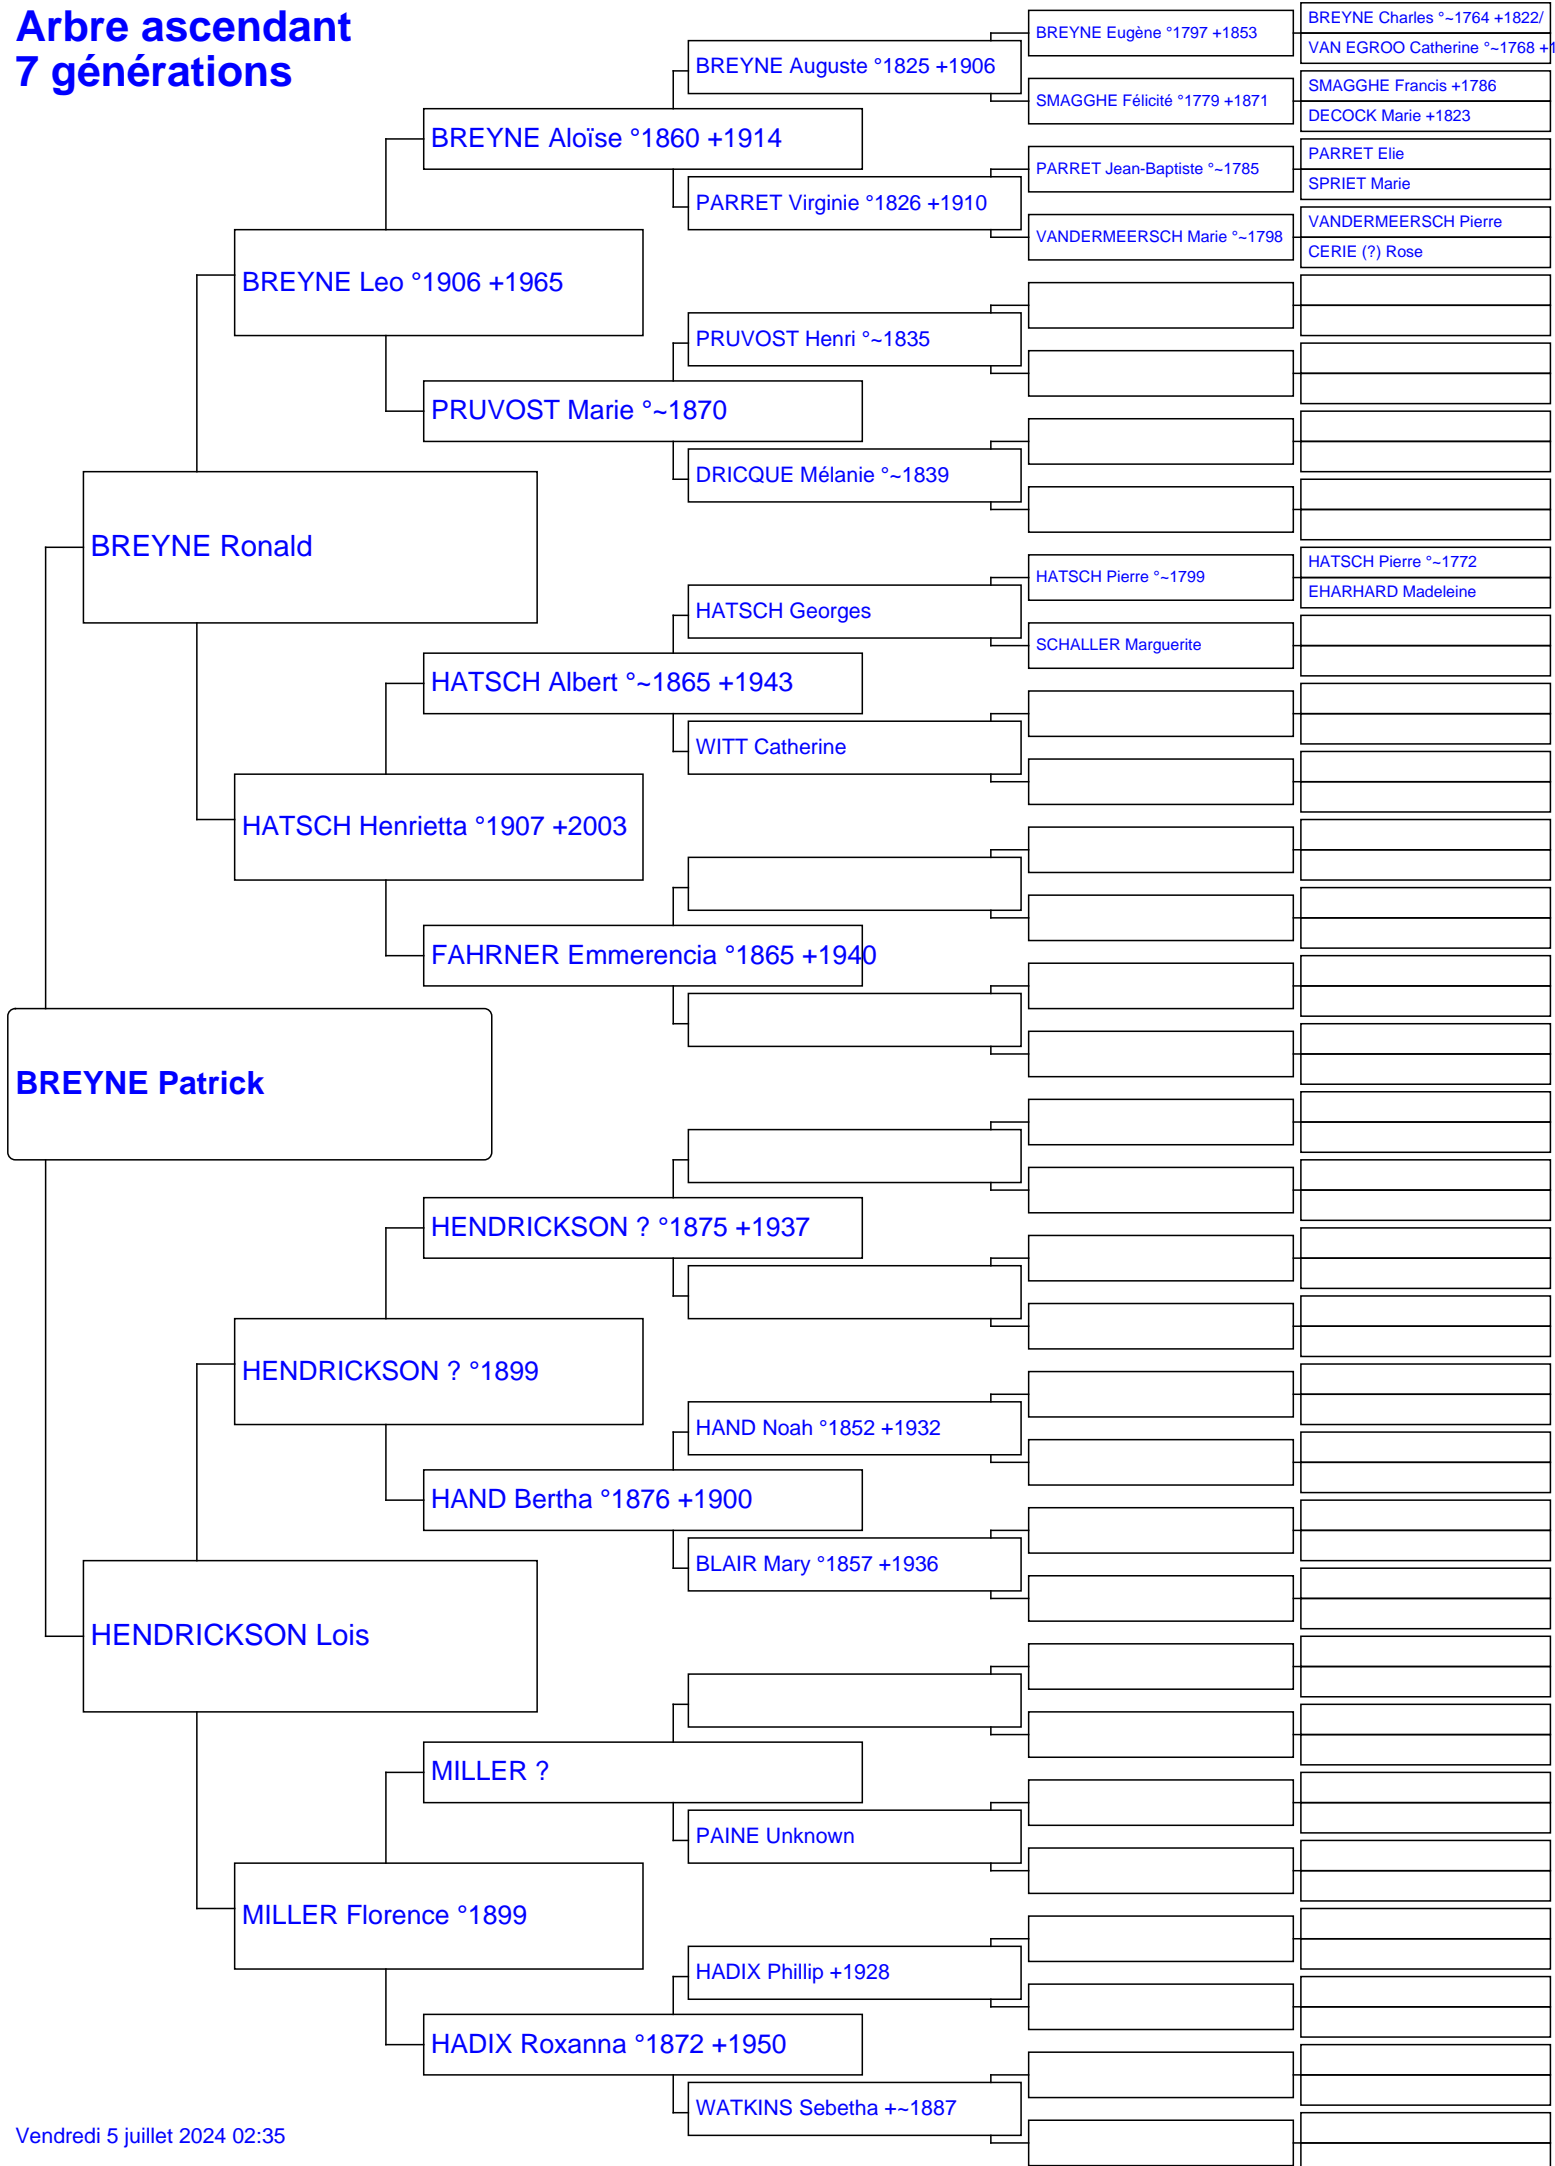 Arbre ascendant
7 générations
BREYNE Patrick
BREYNE Ronald
HENDRICKSON Lois
BREYNE Leo °1906 +1965
HATSCH Henrietta °1907 +2003
HENDRICKSON ? °1899
MILLER Florence °1899
BREYNE Aloïse °1860 +1914
PRUVOST Marie °~1870
HATSCH Albert °~1865 +1943
FAHRNER Emmerencia °1865 +1940
HENDRICKSON ? °1875 +1937
HAND Bertha °1876 +1900
MILLER ?
HADIX Roxanna °1872 +1950
BREYNE Auguste °1825 +1906
PARRET Virginie °1826 +1910
PRUVOST Henri °~1835
DRICQUE Mélanie °~1839
HATSCH Georges
WITT Catherine
HAND Noah °1852 +1932
BLAIR Mary °1857 +1936
PAINE Unknown
HADIX Phillip +1928
WATKINS Sebetha +~1887
BREYNE Eugène °1797 +1853
SMAGGHE Félicité °1779 +1871
PARRET Jean-Baptiste °~1785
VANDERMEERSCH Marie °~1798
HATSCH Pierre °~1799
SCHALLER Marguerite
BREYNE Charles °~1764 +1822/
VAN EGROO Catherine °~1768 +1
SMAGGHE Francis +1786
DECOCK Marie +1823
PARRET Elie
SPRIET Marie
VANDERMEERSCH Pierre
CERIE (?) Rose
HATSCH Pierre °~1772
EHARHARD Madeleine
Vendredi 5 juillet 2024 02:35